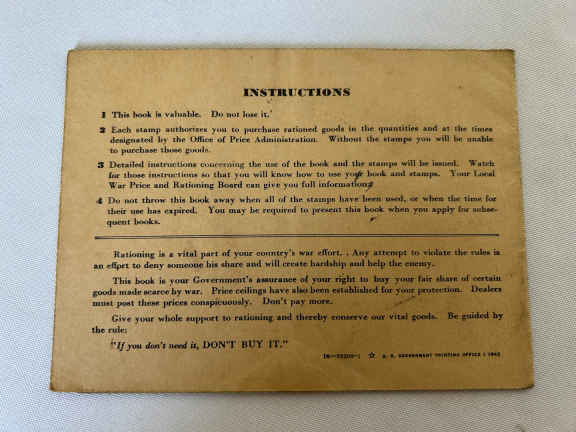 INSTRUCTIONS
1 This book is valuable. Do not lose it.
2 Each stamp authorizes you to purchase rationed goods in the quantities and at the times
designated by the Office of Price Administration. Without the stamps you will be unable
to purchase those goods.
3 Detailed instructions concerning the use of the book and the stamps will be issued. Watch
for those instructions so that you will know how to use your book and stamps. Your Local
War Price and Rationing Board can give you full information.
4 Do not throw this book away when all of the stamps have been used, or when the time for
their use has expired. You may be required to present this book when you apply for subse-
quent books.
Rationing is a vital part of your country's war effort. Any attempt to violate the rules is
an effort to deny someone his share and will create hardship and help the enemy.
This book is your Government's assurance of your right to buy your fair share of certain
goods made scarce by war. Price ceilings have also been established for your protection. Dealers
must post these prices conspicuously. Don't pay more.
Give your whole support to rationing and thereby conserve our vital goods. Be guided by
the rule:
"If you don't need it, DON'T BUY IT."
☆ U. S. GOVERNMENT PRINTING OFFICE : 1942